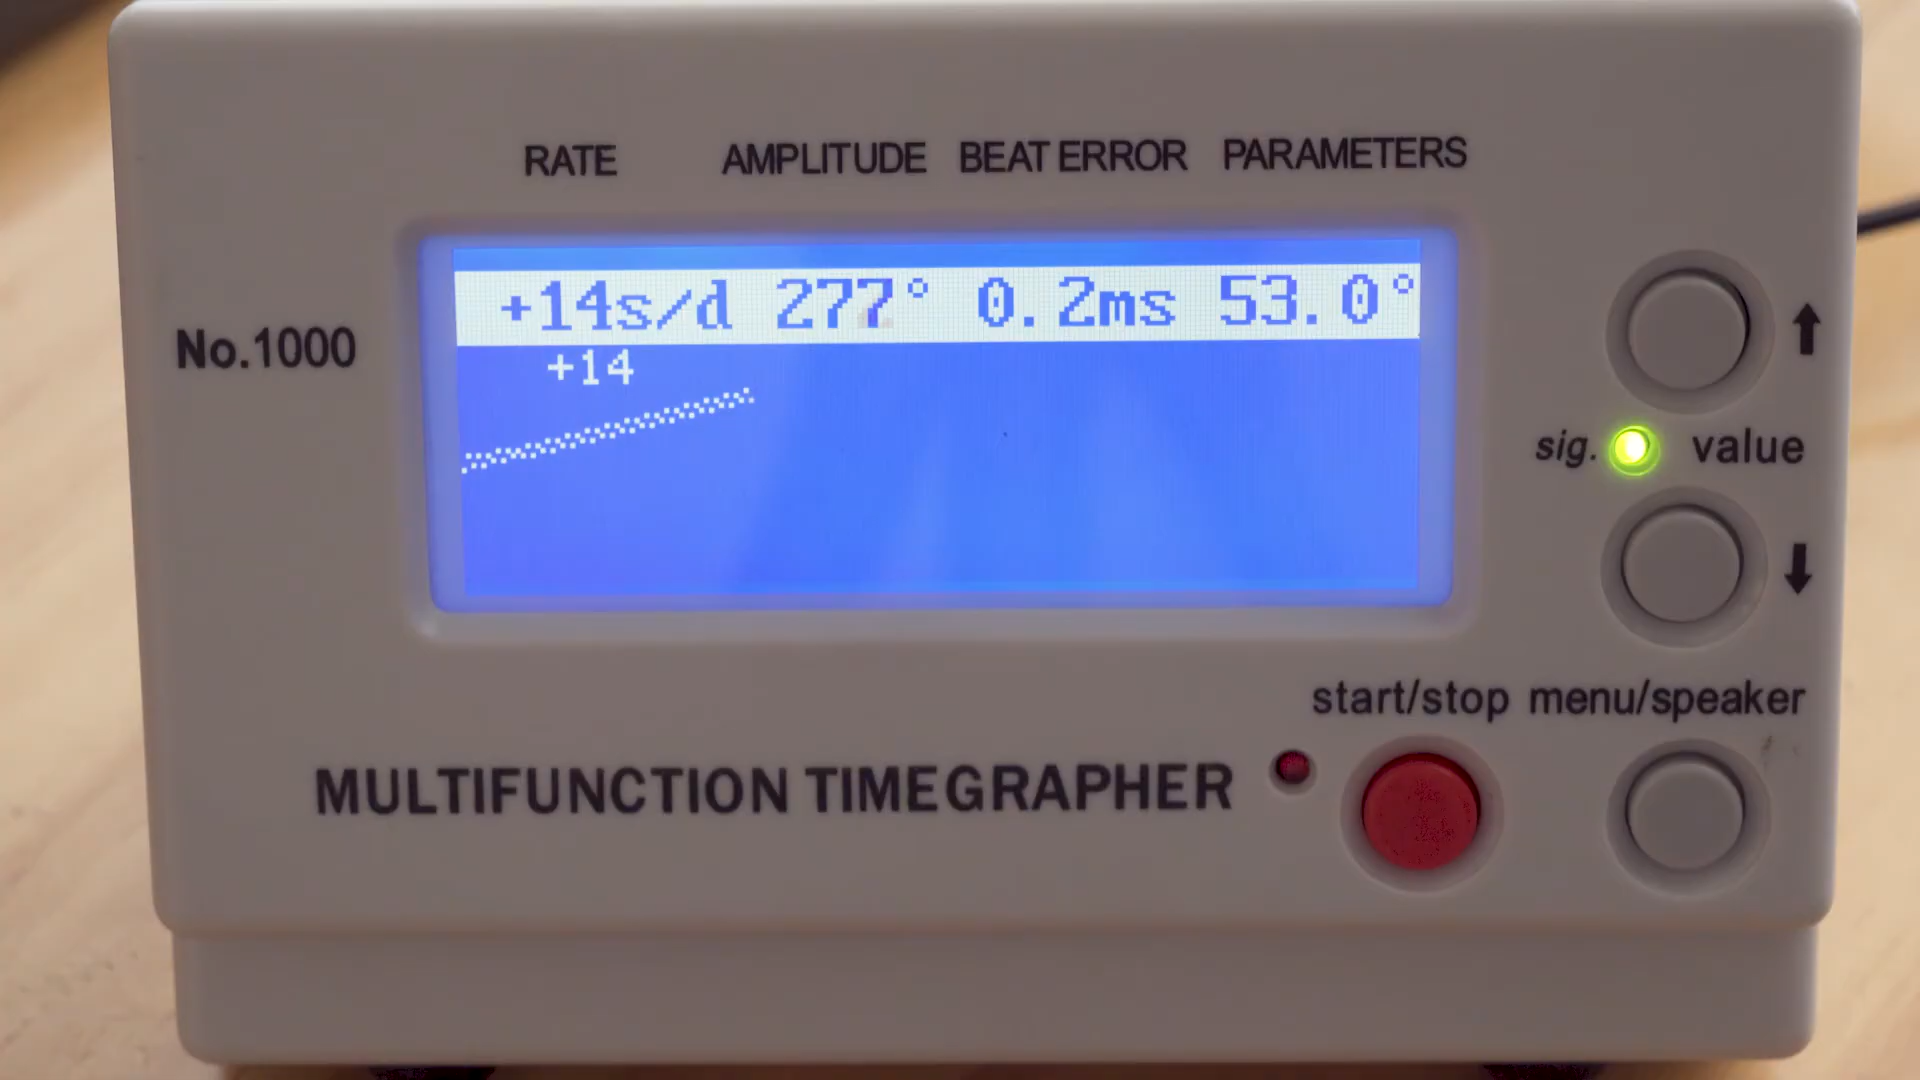 RATE AMPLITUDE BEAT ERROR PARAMETERS
+14s/d 277° 0.2ms 53.0°
+14
No.1000
sig. value
start/stop menu/speaker
MULTIFUNCTION TIMEGRAPHER